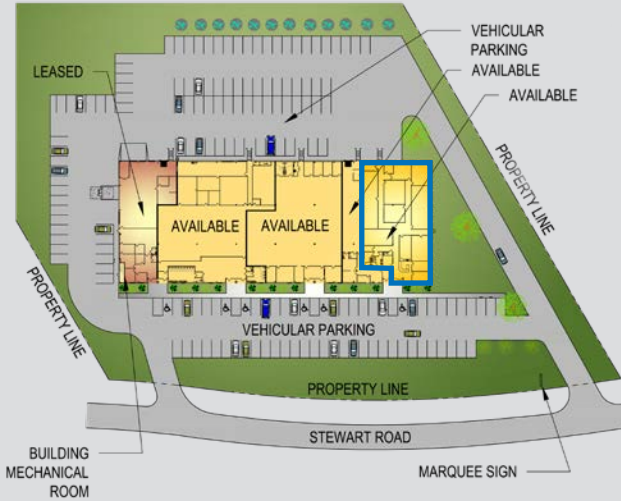 VEHICULAR
PARKING
LEASED
AVAILABLE
AVAILABLE
PROPERTY LINE
AVAILABLE
AVAILABLE
PROPERTY LINE
VEHICULAR PARKING
PROPERTY LINE
STEWART ROAD
BUILDING
MECHANICAL
ROOM
MARQUEE SIGN